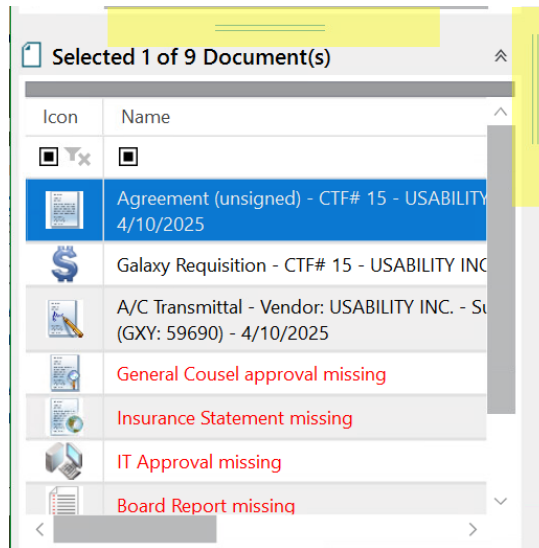 Selected 1 of 9 Document(s)
Icon Name
Agreement (unsigned) - CTF# 15 - USABILITY
4/10/2025
Galaxy Requisition - CTF# 15 - USABILITY INC
A/C Transmittal - Vendor: USABILITY INC. - Su
(GXY: 59690) - 4/10/2025
General Cousel approval missing
Insurance Statement missing
IT Approval missing
Board Report missing